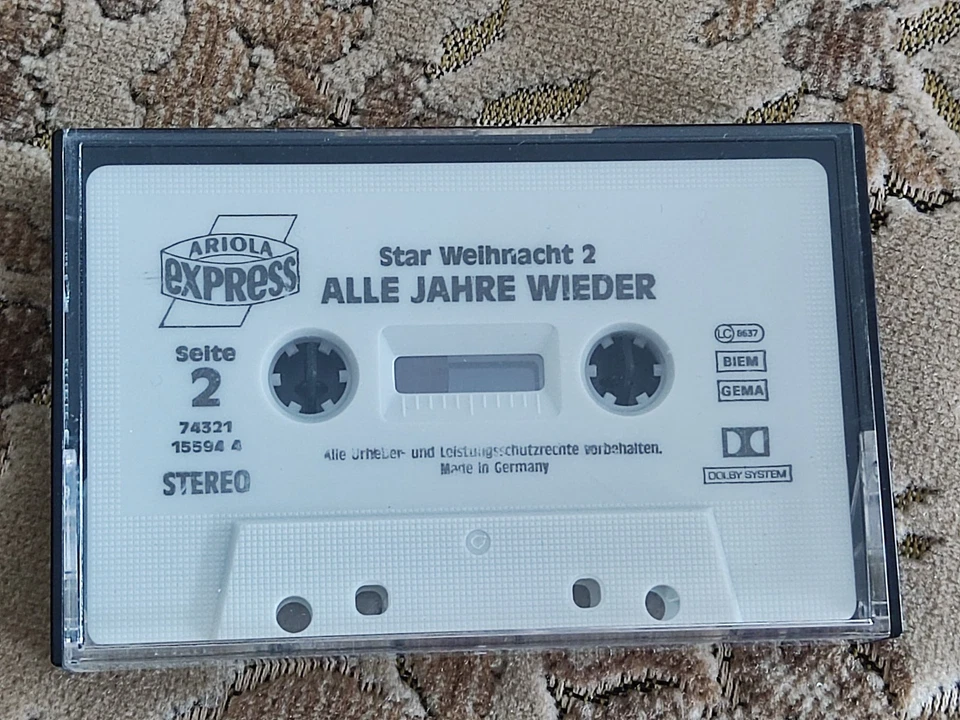 ARIOLA
express
Star Weihnacht 2
ALLE JAHRE WIEDER
Seite
2
74321
15594 4
STEREO
LC 8637
BIEM
GEMA
Alle Urheber- und Leistungsschutzrechte vorbehalten.
Made in Germany
DOLBY SYSTEM